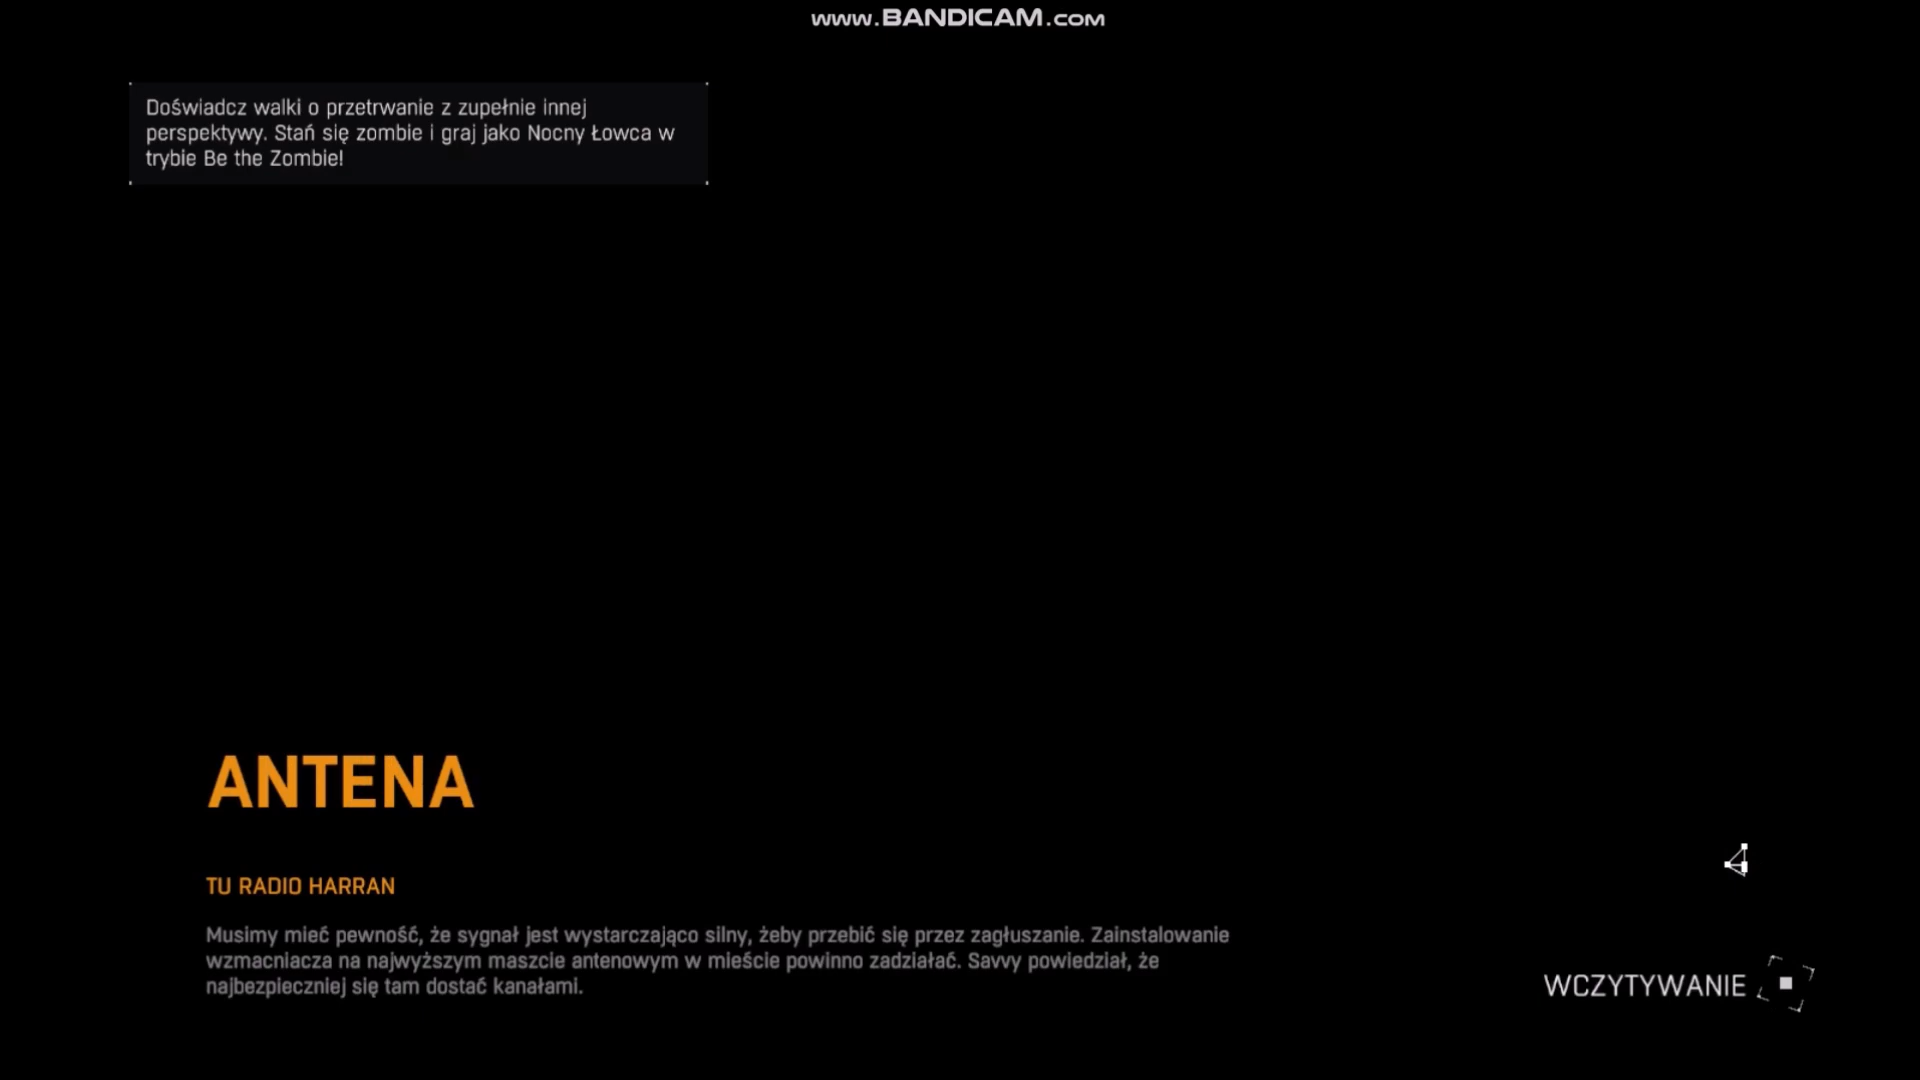 www.BANDICAM.com
Doświadcz walki o przetrwanie z zupełnie innej
perspektywy. Stań się zombie i graj jako Nocny Łowca w
trybie Be the Zombie!
ANTENA
TU RADIO HARRAN
Musimy mieć pewność, że sygnał jest wystarczająco silny, żeby przebić się przez zagłuszanie. Zainstalowanie
wzmacniacza na najwyższym maszcie antenowym w mieście powinno zadziałać. Savvy powiedział, że
najbezpieczniej się tam dostać kanałami.
WCZYTYWANIE